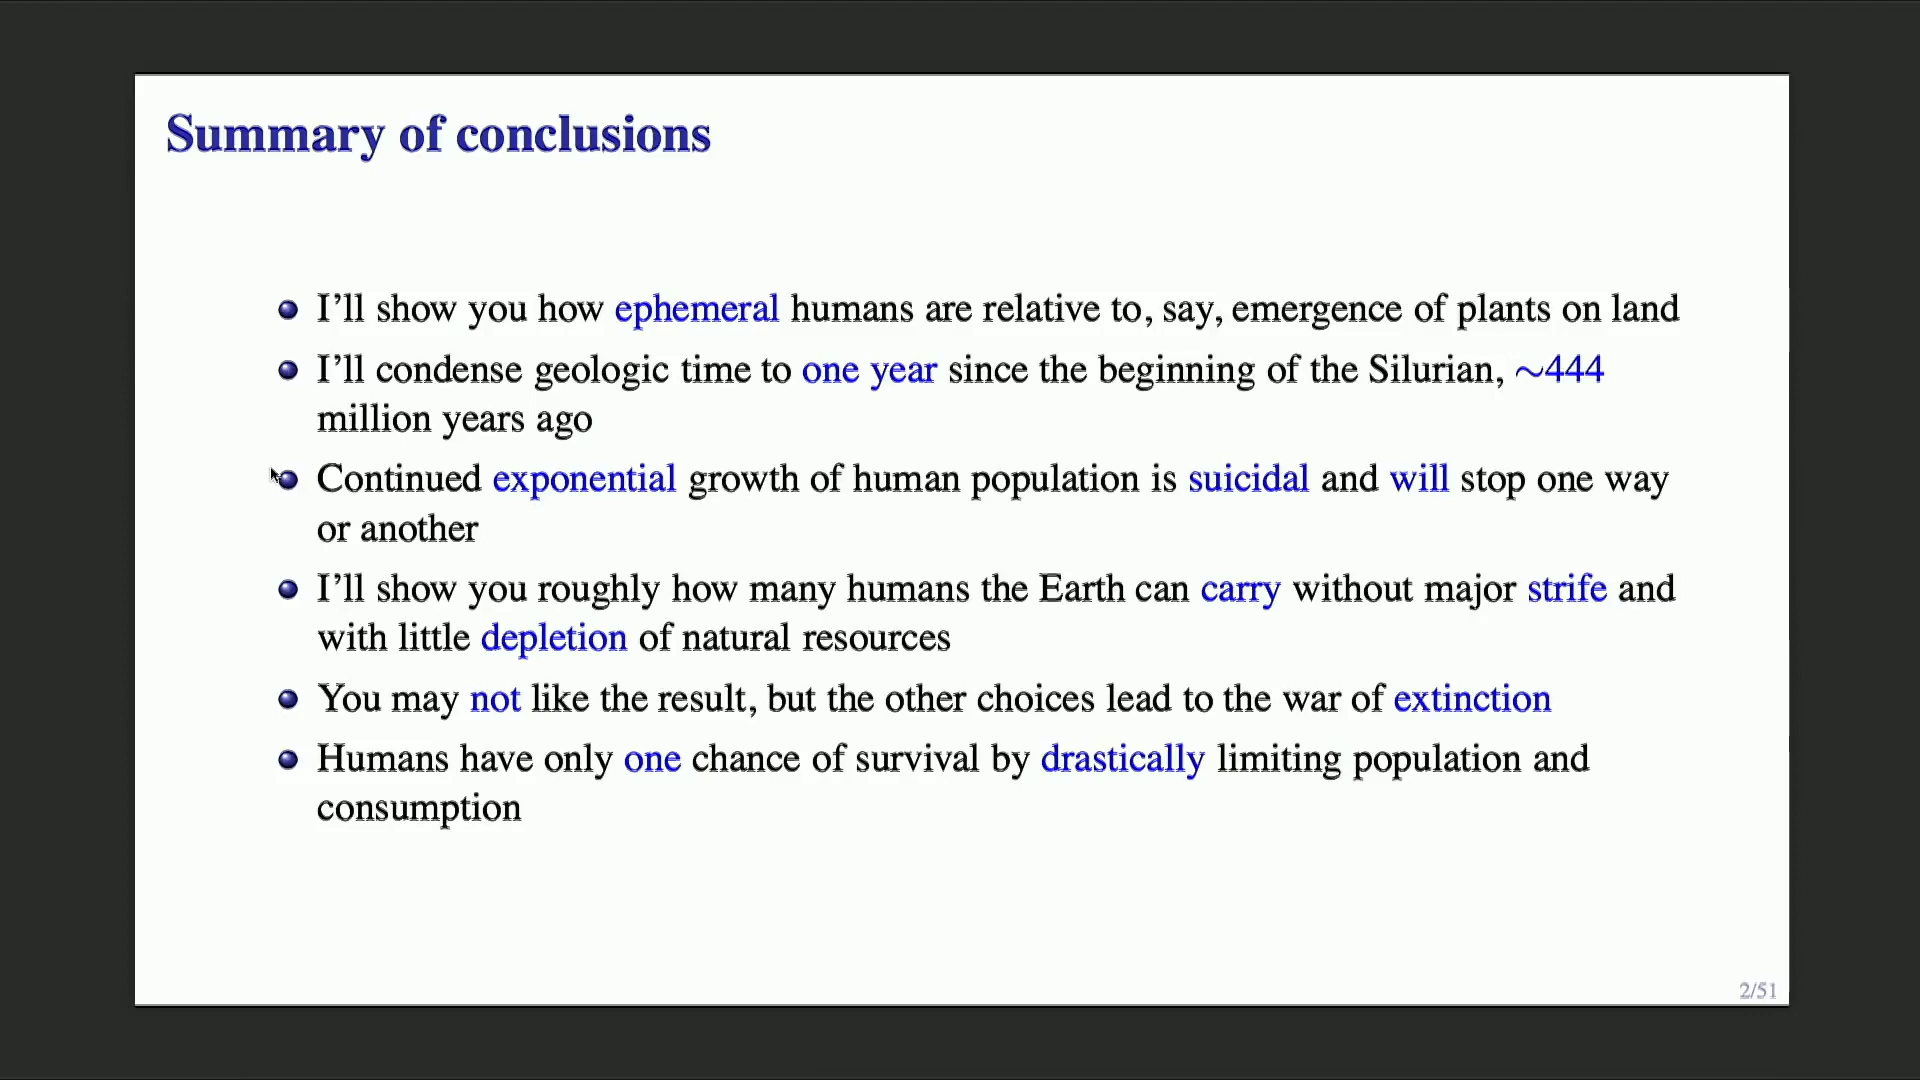 Summary of conclusions
I'll show you how ephemeral humans are relative to, say, emergence of plants on land
I'll condense geologic time to one year since the beginning of the Silurian, ~444
million years ago
Continued exponential growth of human population is suicidal and will stop one way
or another
I'll show you roughly how many humans the Earth can carry without major strife and
with little depletion of natural resources
You may not like the result, but the other choices lead to the war of extinction
Humans have only one chance of survival by drastically limiting population and
consumption
2/51